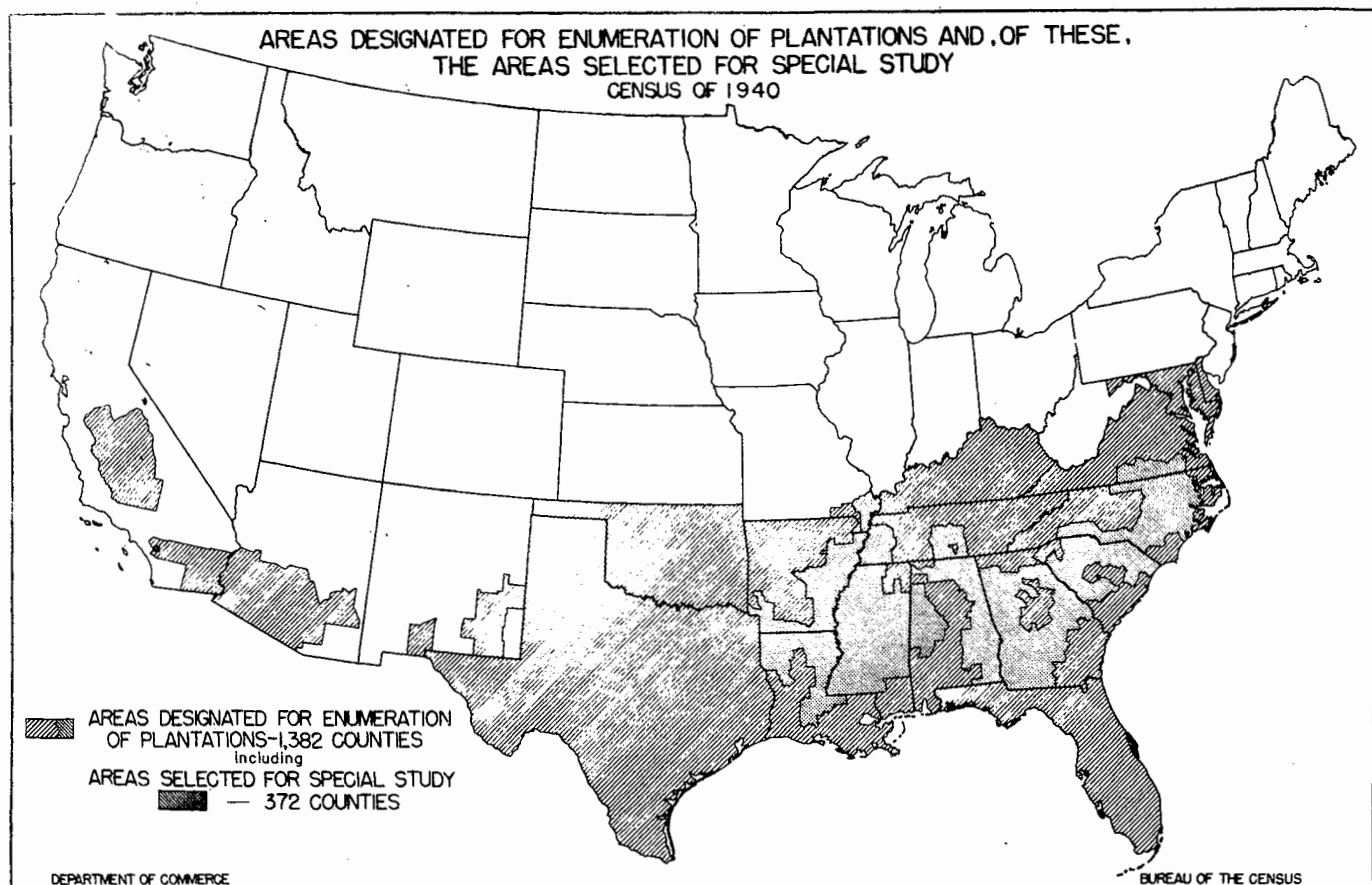 AREAS DESIGNATED FOR ENUMERATION OF PLANTATIONS AND, OF THESE,
THE AREAS SELECTED FOR SPECIAL STUDY
CENSUS OF 1940
AREAS DESIGNATED FOR ENUMERATION
OF PLANTATIONS-1,382 COUNTIES
including
AREAS SELECTED FOR SPECIAL STUDY
— 372 COUNTIES
DEPARTMENT OF COMMERCE
BUREAU OF THE CENSUS